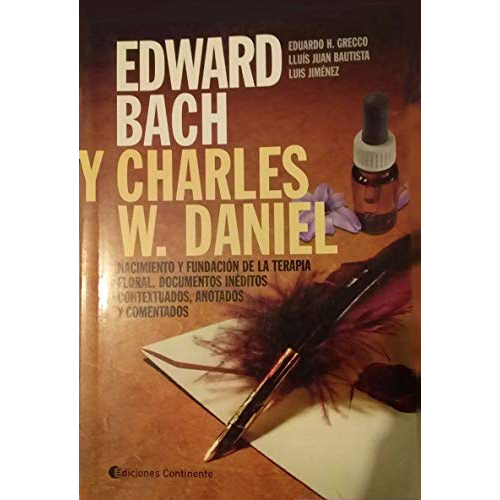 EDWARD
BACH
Y CHARLES
W. DANIEL
EDUARDO H. GRECCO
LLUÍS JUAN BAUTISTA
LUIS JIMÉNEZ
NACIMIENTO Y FUNDACIÓN DE LA TERAPIA
FLORAL. DOCUMENTOS INÉDITOS
CONTEXTUADOS, ANOTADOS
Y COMENTADOS
Ediciones Continente